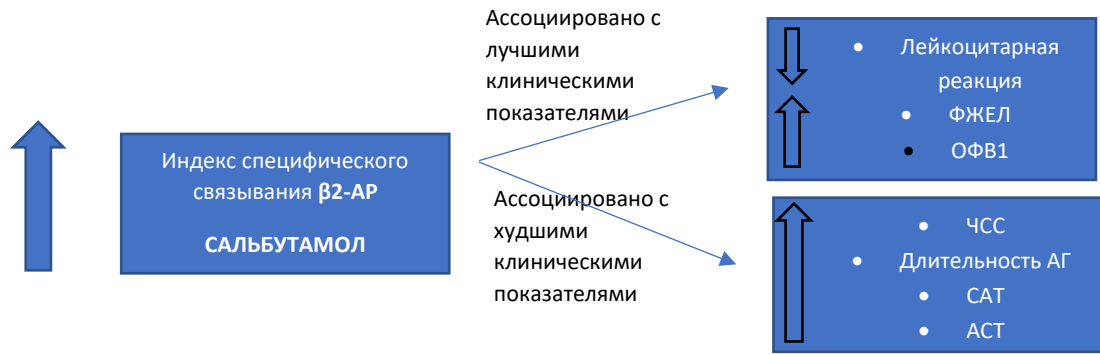 Ассоциировано с
лучшими
клиническими
показателями
Индекс специфического
связывания β2-АР
САЛЬБУТАМОЛ
Ассоциировано с
худшими
клиническими
показателями
• Лейкоцитарная
реакция
• ФЖЕЛ
• ОФВ1
• ЧСС
• Длительность АГ
• САТ
• АСТ